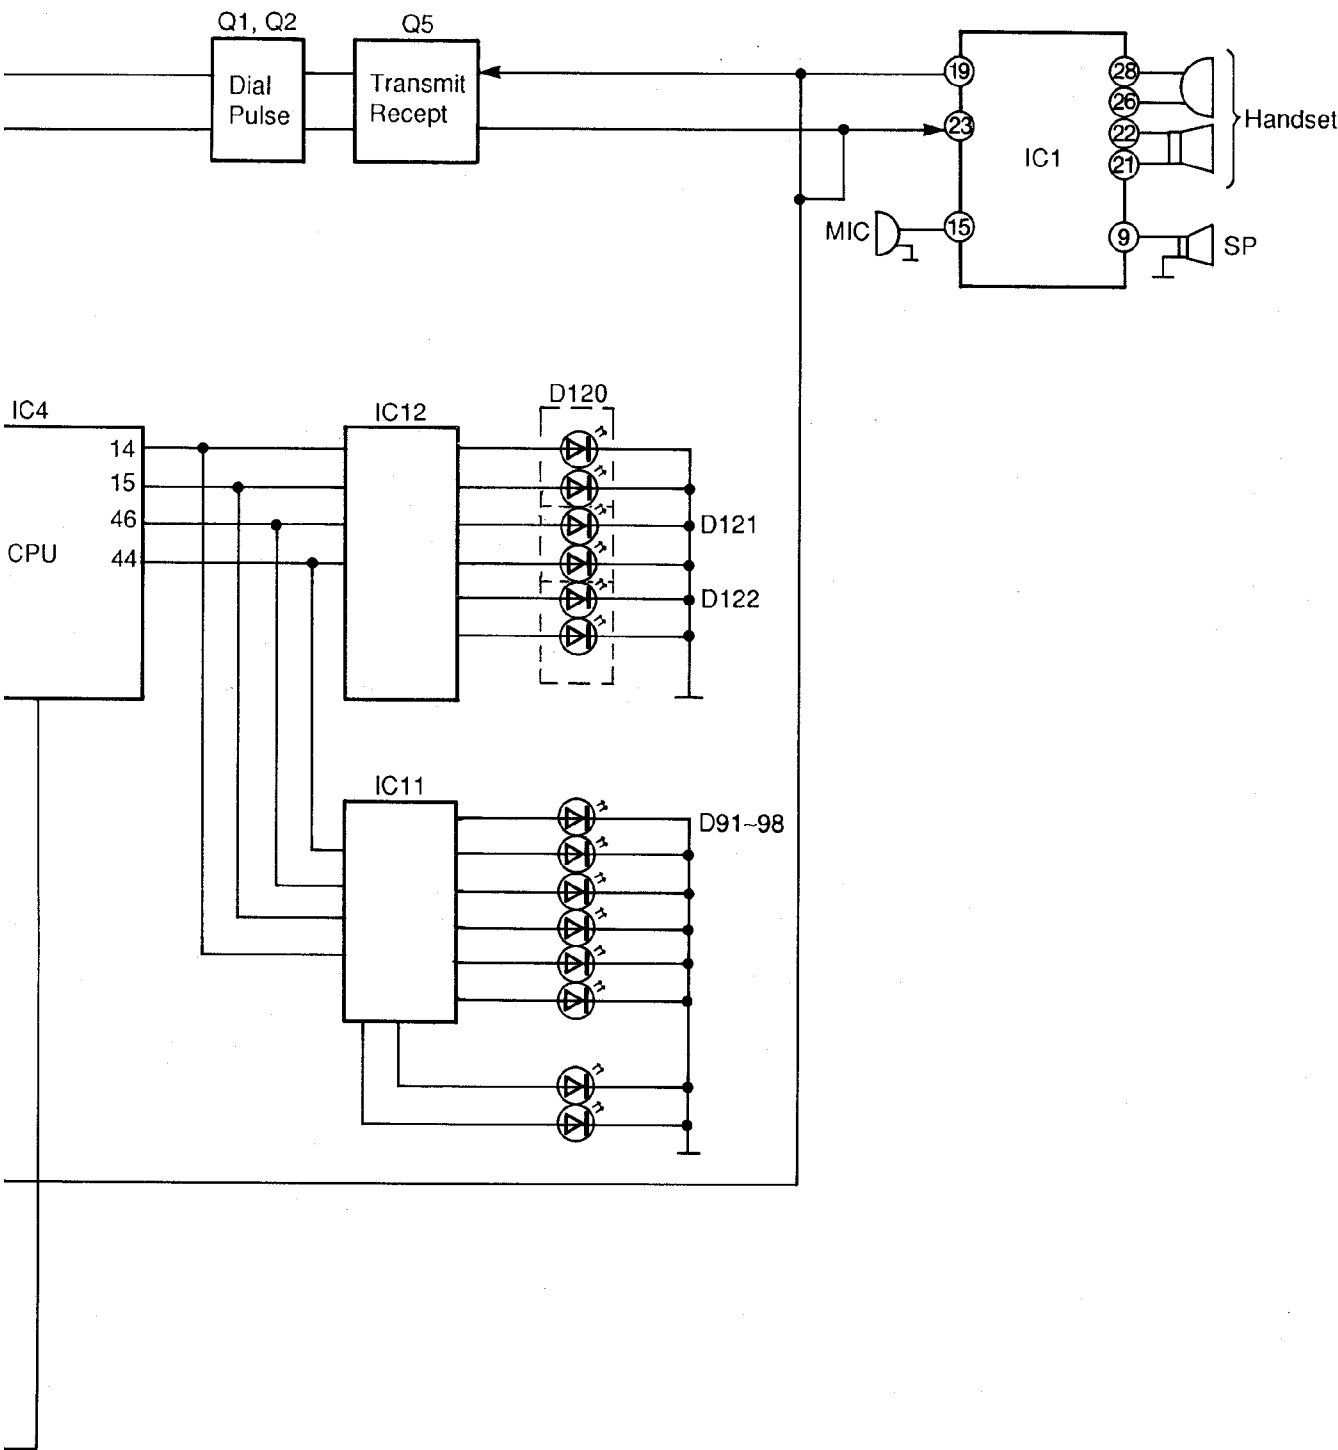 Q1, Q2
Q5
Dial
Pulse
Transmit
Recept
19
23
15
MIC
IC1
28
26
22
21
9
Handset
SP
IC4
14
15
46
44
CPU
IC12
D120
D121
D122
IC11
D91~98